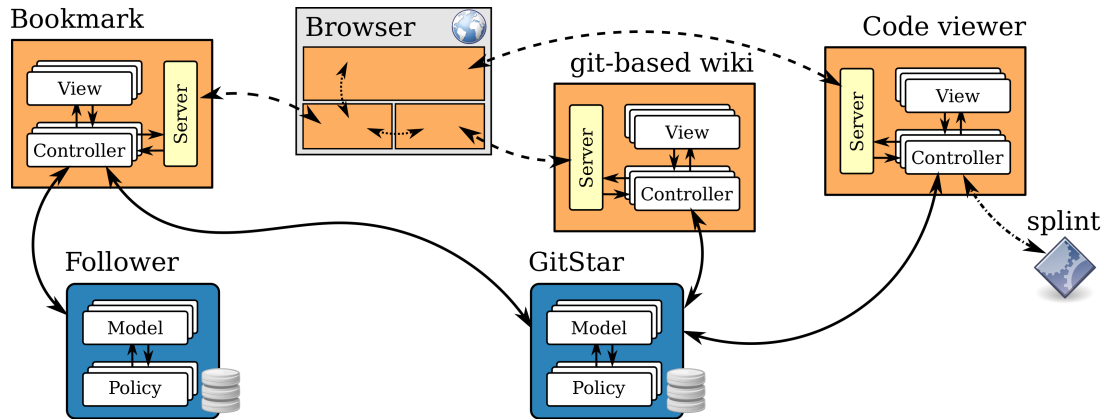 Bookmark
View
Controller
Server
Browser
git-based wiki
Server
View
Controller
Code viewer
Server
View
Controller
splint
Follower
Model
Policy
GitStar
Model
Policy